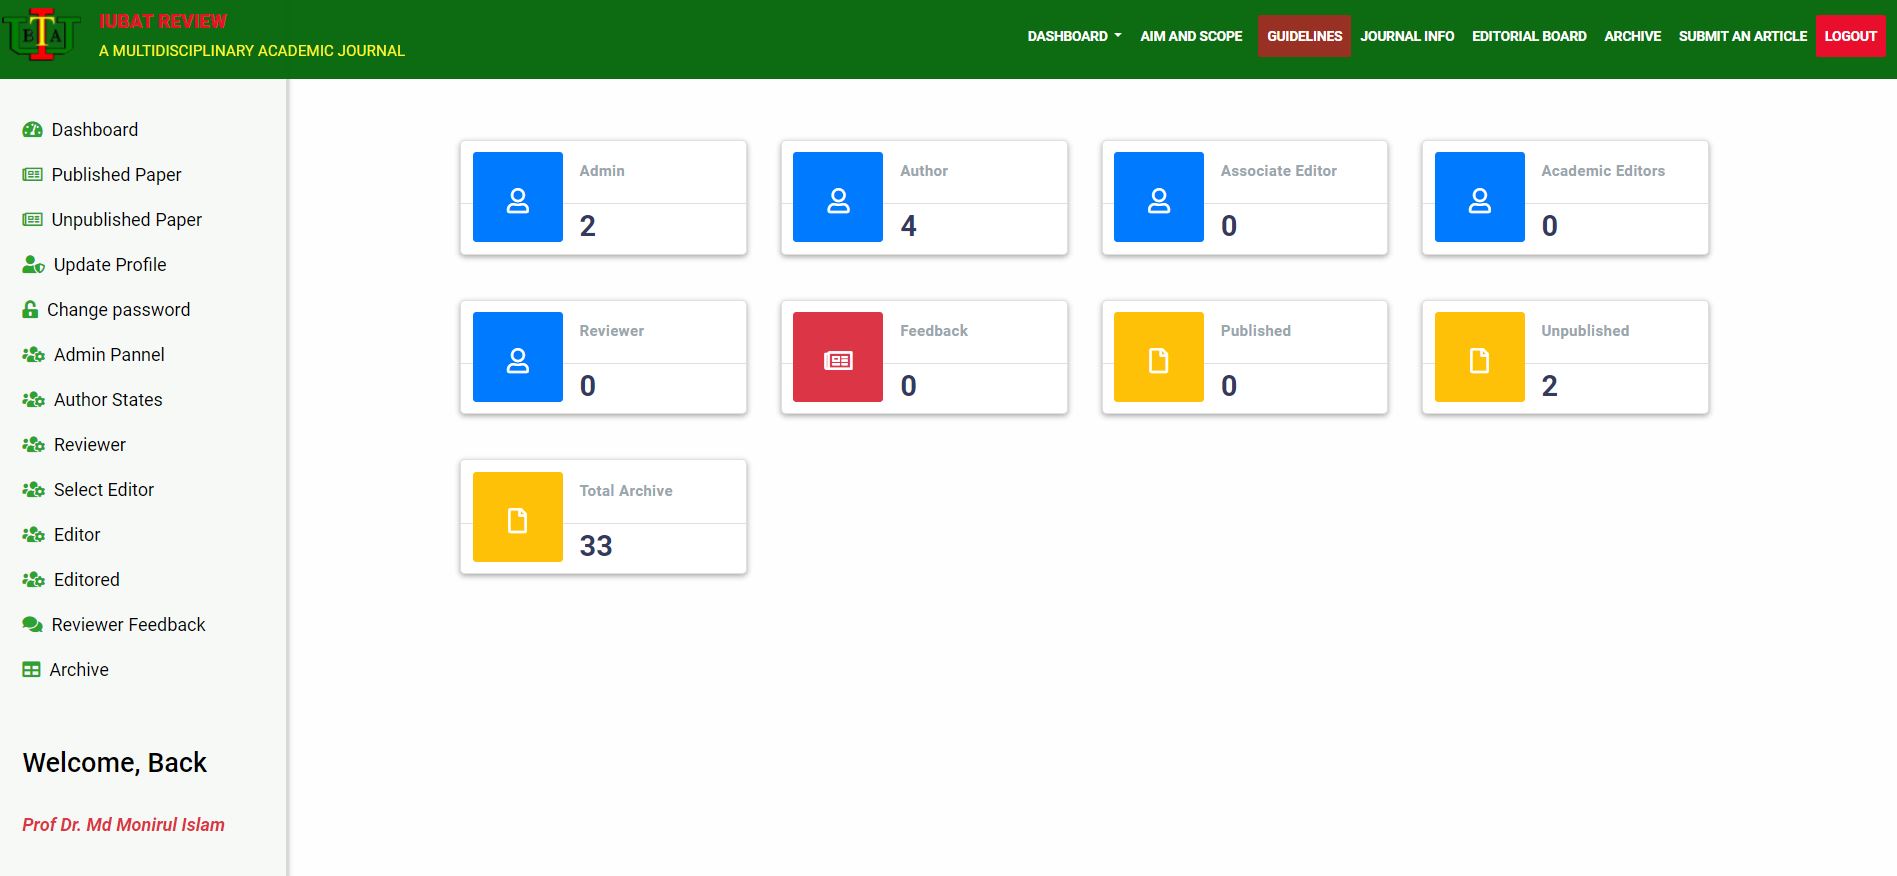 BTA
I
IUBAT REVIEW
A MULTIDISCIPLINARY ACADEMIC JOURNAL
DASHBOARD AIM AND SCOPE GUIDELINES JOURNAL INFO EDITORIAL BOARD ARCHIVE SUBMIT AN ARTICLE LOGOUT
Dashboard
Published Paper
Unpublished Paper
Update Profile
Change password
Admin Pannel
Author States
Reviewer
Select Editor
Editor
Editored
Reviewer Feedback
Archive
Welcome, Back
Prof Dr. Md Monirul Islam
Admin
2
Author
4
Associate Editor
0
Academic Editors
0
Reviewer
0
Feedback
0
Published
0
Unpublished
2
Total Archive
33